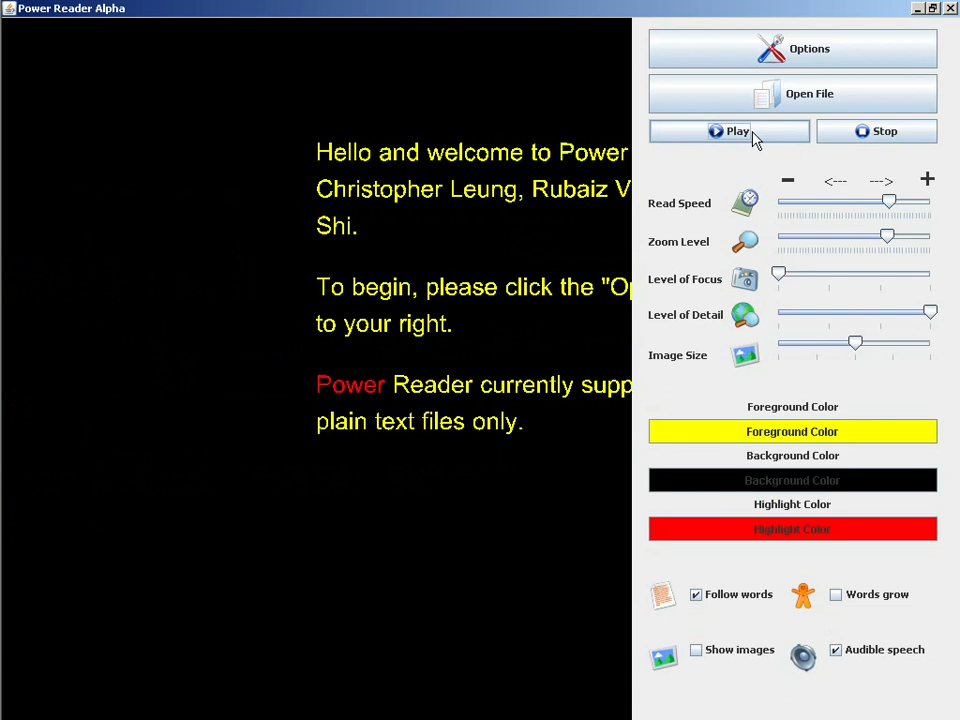 Power Reader Alpha
Hello and welcome to Power
Christopher Leung, Rubaiz V
Shi.
To begin, please click the "Op
to your right.
Power Reader currently supp
plain text files only.
Options
Open File
Play
Stop
- <--- ---> +
Read Speed
Zoom Level
Level of Focus
Level of Detail
Image Size
Foreground Color
Foreground Color
Background Color
Background Color
Highlight Color
Highlight Color
Follow words
Words grow
Show images
Audible speech